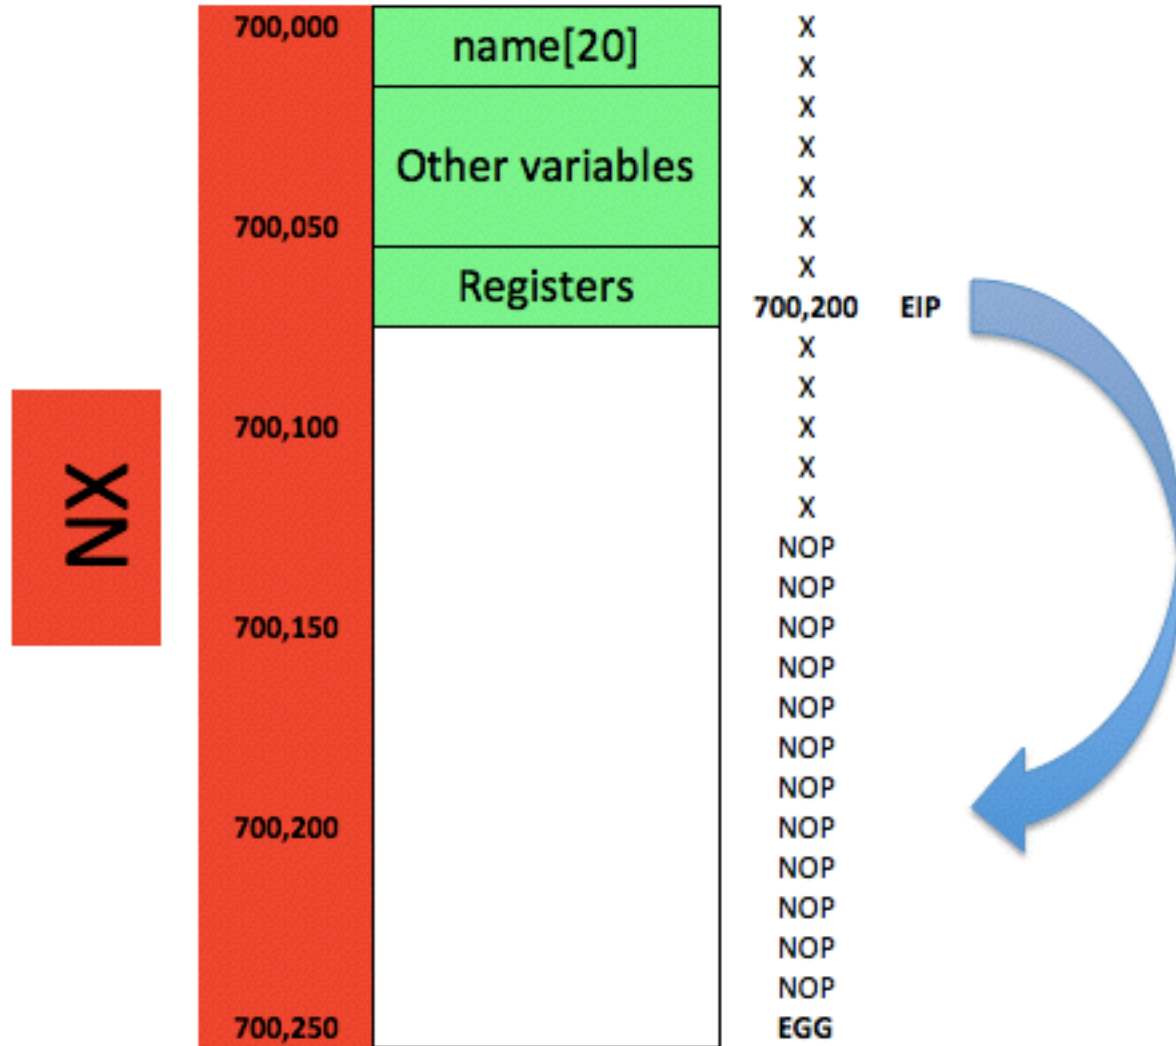 700,000 name[20] X
X
X
Other variables X
X
700,050 X
Registers X
700,200 EIP
X
X
700,100 X
NX X
X
NOP
NOP
700,150 NOP
NOP
NOP
NOP
NOP
700,200 NOP
NOP
NOP
NOP
NOP
700,250 EGG